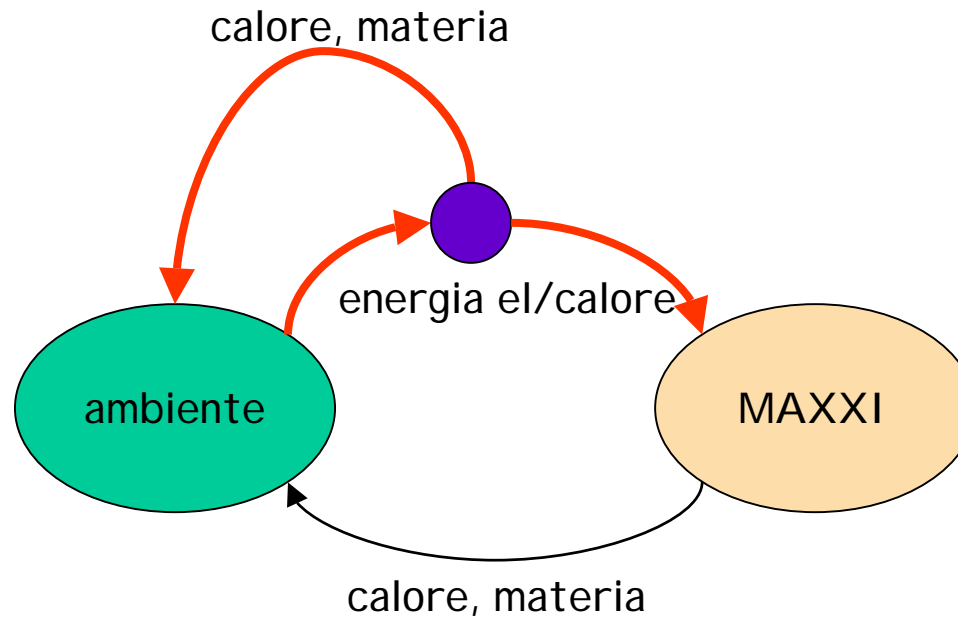 calore, materia
energia el/calore
ambiente
MAXXI
calore, materia